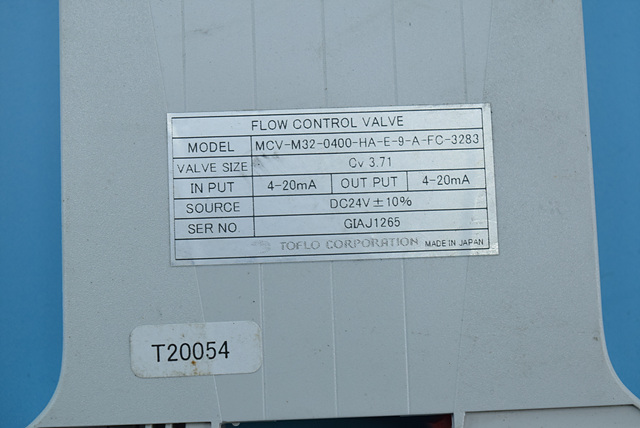 FLOW CONTROL VALVE
MODEL MCV-M32-0400-HA-E-9-A-FC-3283
VALVE SIZE Cv 3.71
IN PUT 4-20mA OUT PUT 4-20mA
SOURCE DC24V±10%
SER NO. GIAJ1265
TOFLO CORPORATION MADE IN JAPAN
T20054